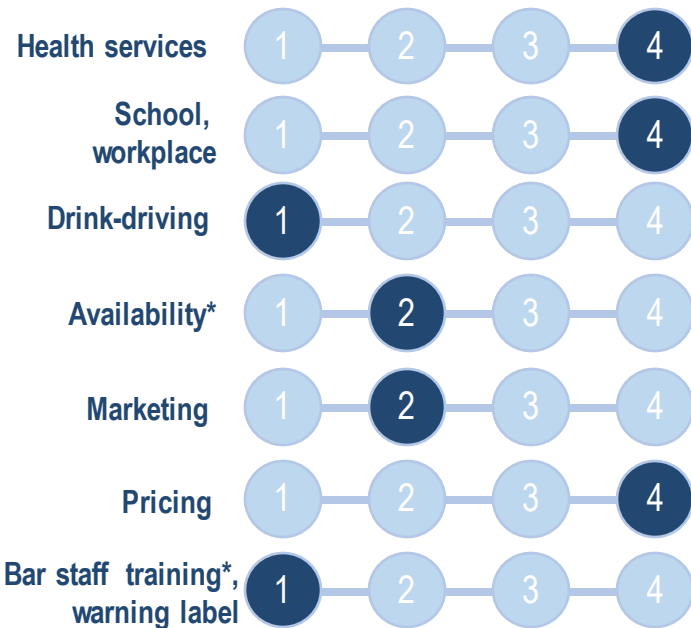 Health services 1 2 3 4
School,
workplace 1 2 3 4
Drink-driving 1 2 3 4
Availability* 1 2 3 4
Marketing 1 2 3 4
Pricing 1 2 3 4
Bar staff training*,
warning label 1 2 3 4